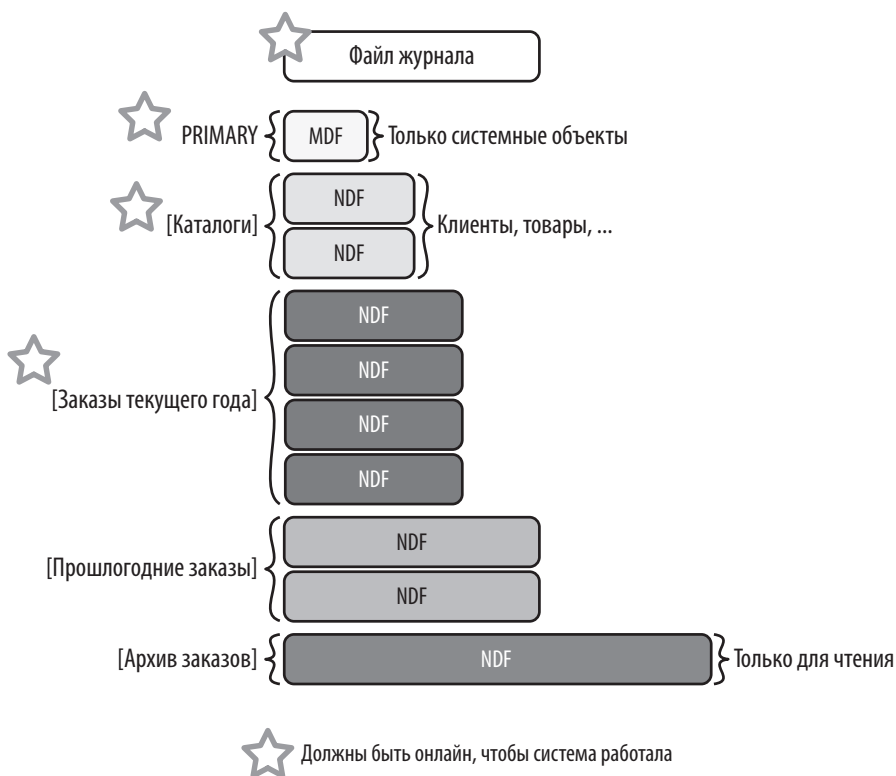 Файл журнала
PRIMARY
MDF
Только системные объекты
[Каталоги]
NDF
NDF
Клиенты, товары, ...
[Заказы текущего года]
NDF
NDF
NDF
NDF
[Прошлогодние заказы]
NDF
NDF
[Архив заказов]
NDF
Только для чтения
Должны быть онлайн, чтобы система работала